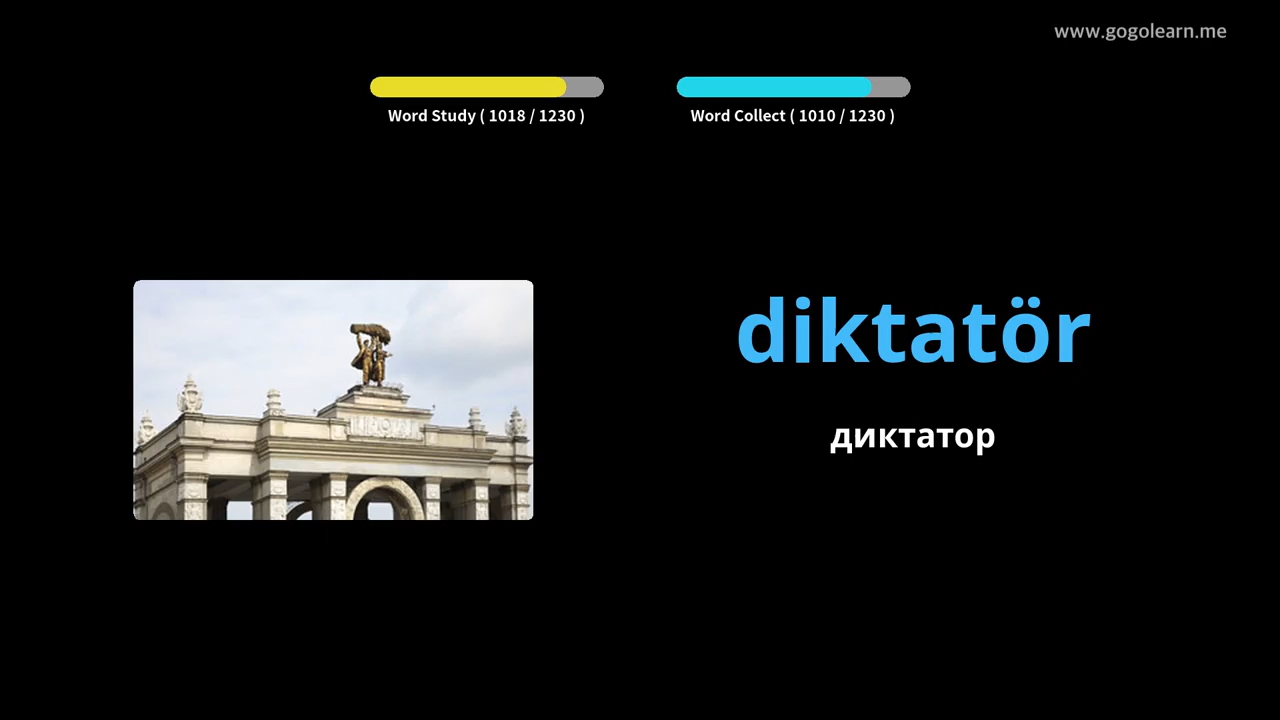 www.gogolearn.me
Word Study ( 1018 / 1230 )
Word Collect ( 1010 / 1230 )
diktatör
диктатор